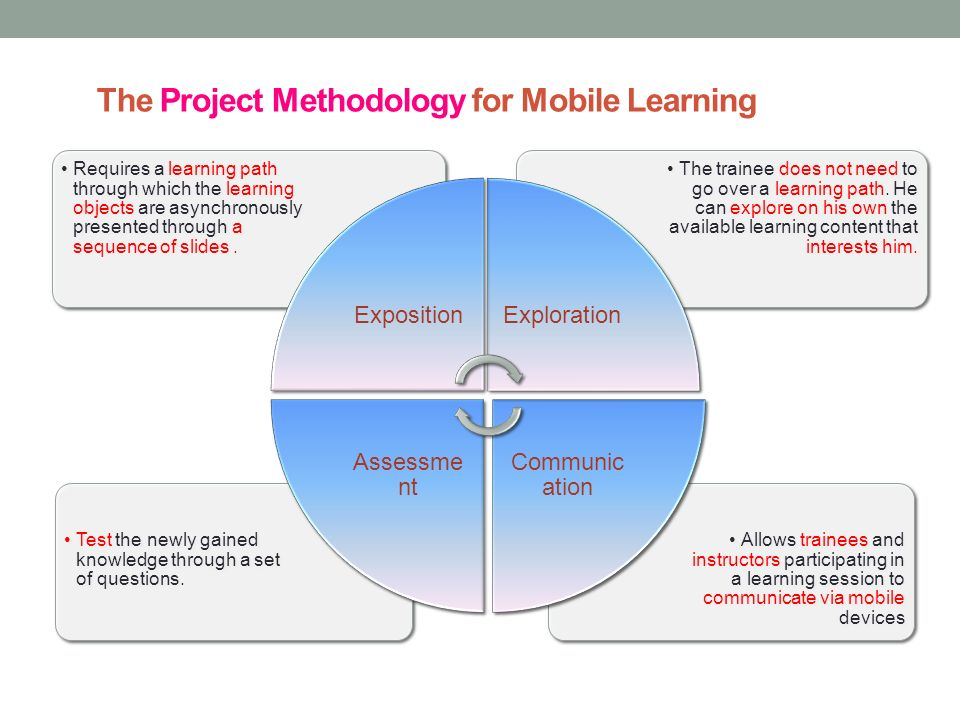 The Project Methodology for Mobile Learning
• Requires a learning path
through which the learning
objects are asynchronously
presented through a
sequence of slides .
• The trainee does not need to
go over a learning path. He
can explore on his own the
available learning content that
interests him.
Exposition
Exploration
Assessme
nt
Communic
ation
• Test the newly gained
knowledge through a set
of questions.
• Allows trainees and
instructors participating in
a learning session to
communicate via mobile
devices